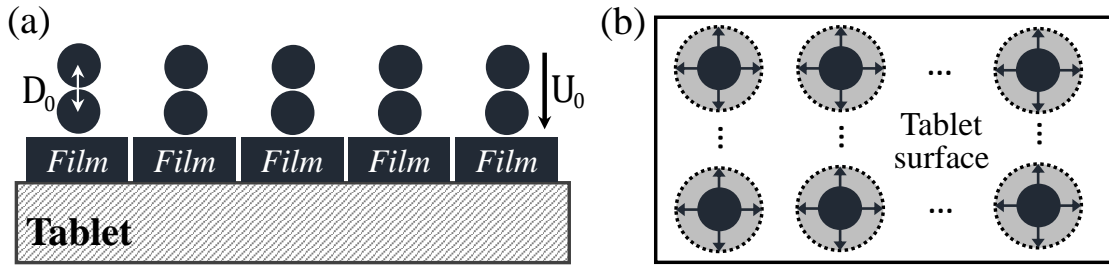 (a)
D₀
U₀
Film Film Film Film Film
Tablet
(b)
...
⋮ ⋮ ⋮
Tablet
surface
...